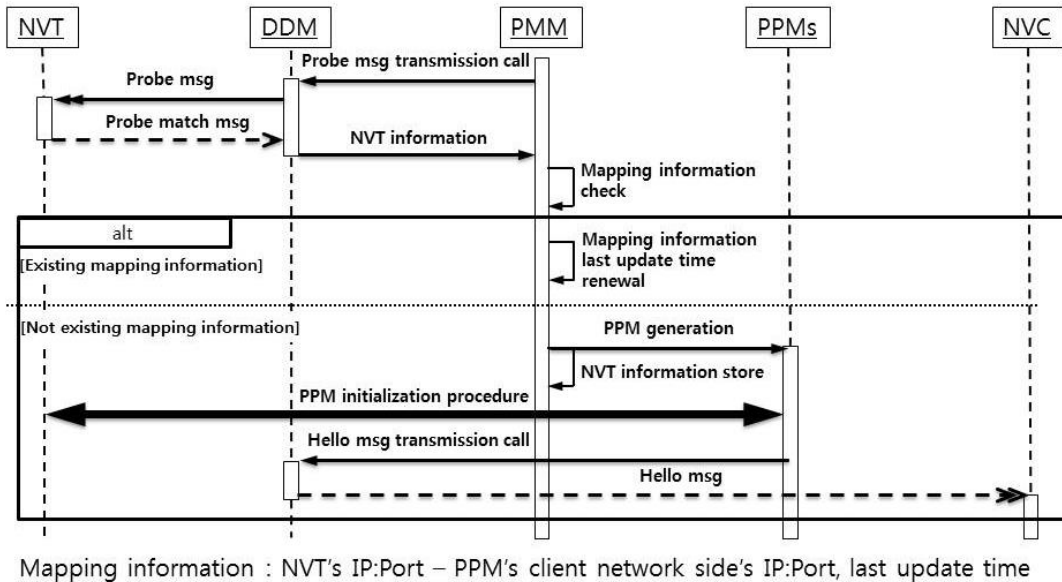 NVT DDM PMM PPMs NVC
Probe msg transmission call
Probe msg
Probe match msg
NVT information
Mapping information
check
alt
[Existing mapping information]
Mapping information
last update time
renewal
[Not existing mapping information]
PPM generation
NVT information store
PPM initialization procedure
Hello msg transmission call
Hello msg
Mapping information : NVT's IP:Port – PPM's client network side's IP:Port, last update time